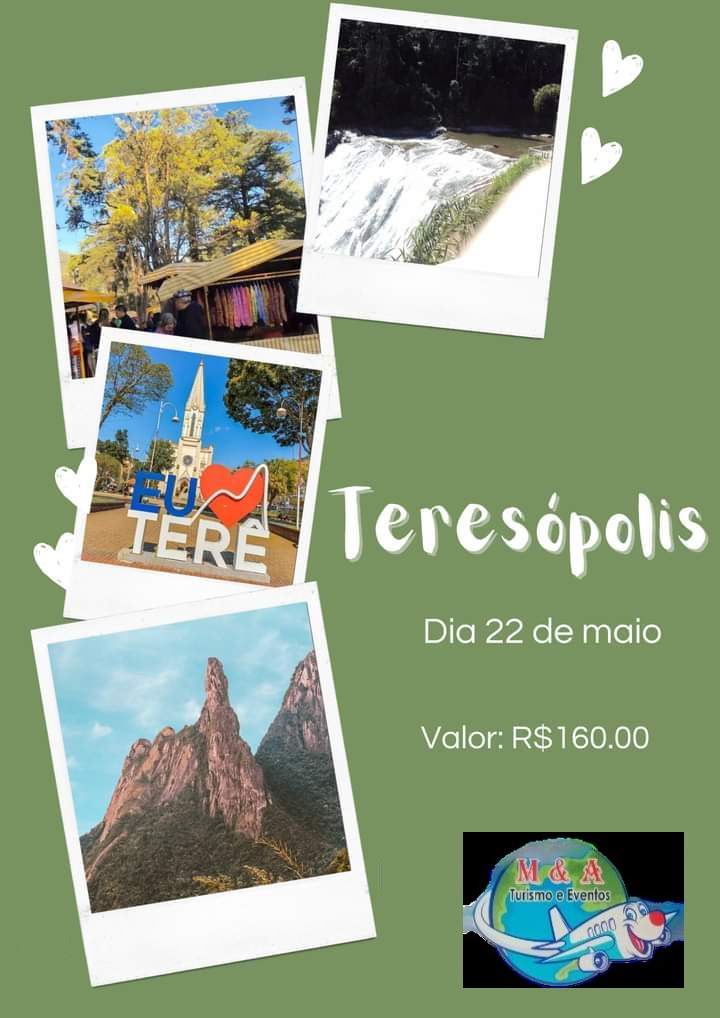 EU
TERÊ
Teresópolis
Dia 22 de maio
Valor: R$160.00
M & A
Turismo e Eventos